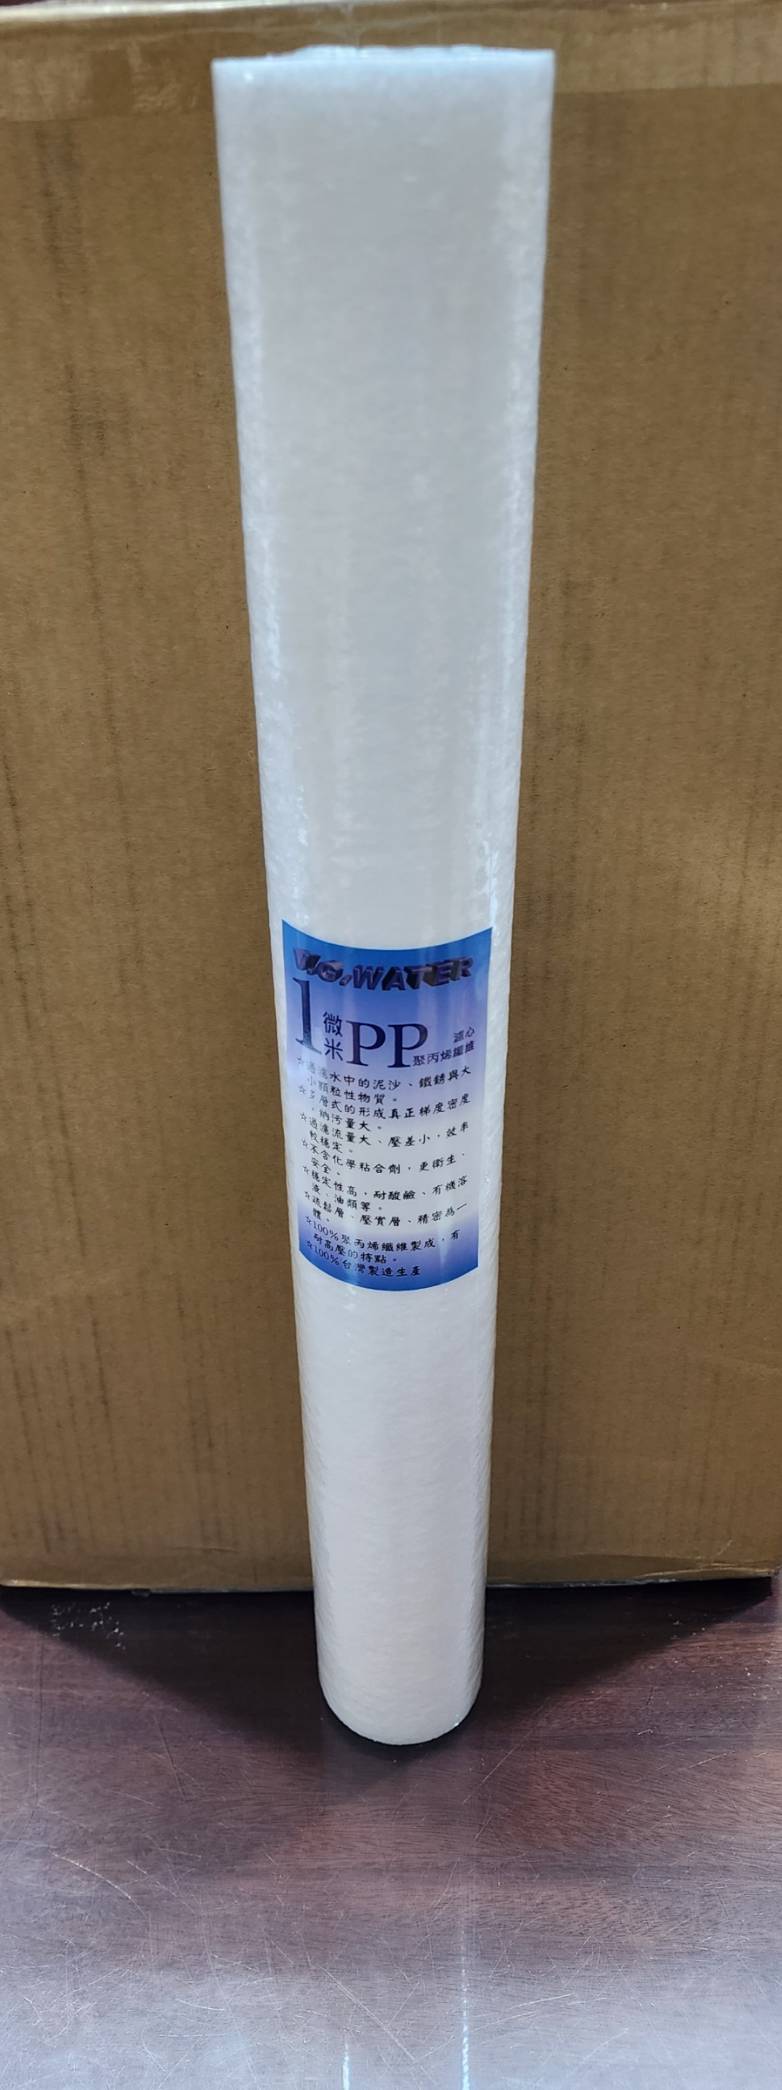 V.G.WATER
1微米PP 濾心
聚丙烯纖維
☆過濾水中的泥沙、鐵銹與大
小顆粒性物質。
☆多層式的形成真正梯度密度
，納污量大。
☆過濾流量大、壓差小，效率
較穩定。
☆不含化學粘合劑，更衛生、
安全。
☆穩定性高，耐酸鹼、有機溶
液、油類等。
☆疏鬆層、壓實層、精密為一
體。
☆100%聚丙烯纖維製成，有
耐高壓的特點。
☆100%台灣製造生產